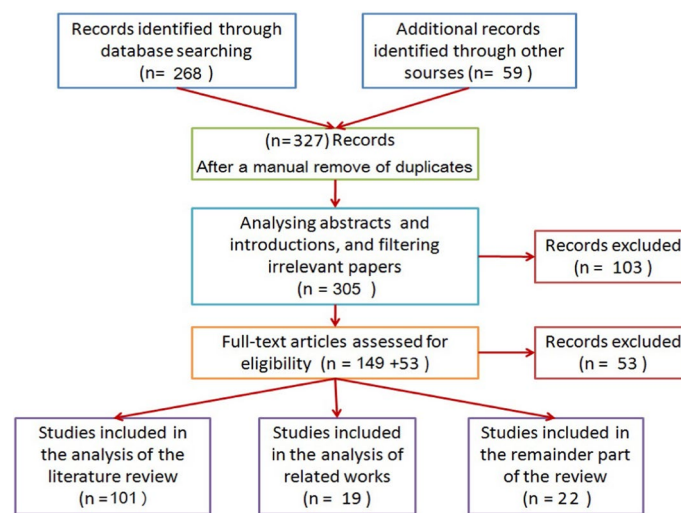 Records identified through
database searching
(n= 268 )
Additional records
identified through other
sourses (n= 59 )
(n=327) Records
After a manual remove of duplicates
Analysing abstracts and
introductions, and filtering
irrelevant papers
(n = 305 )
Records excluded
(n = 103 )
Full-text articles assessed for
eligibility (n = 149 +53)
Records excluded
(n = 53 )
Studies included in
the analysis of the
literature review
(n =101)
Studies included
in the analysis of
related works
(n = 19 )
Studies included in
the remainder part
of the review
(n = 22 )